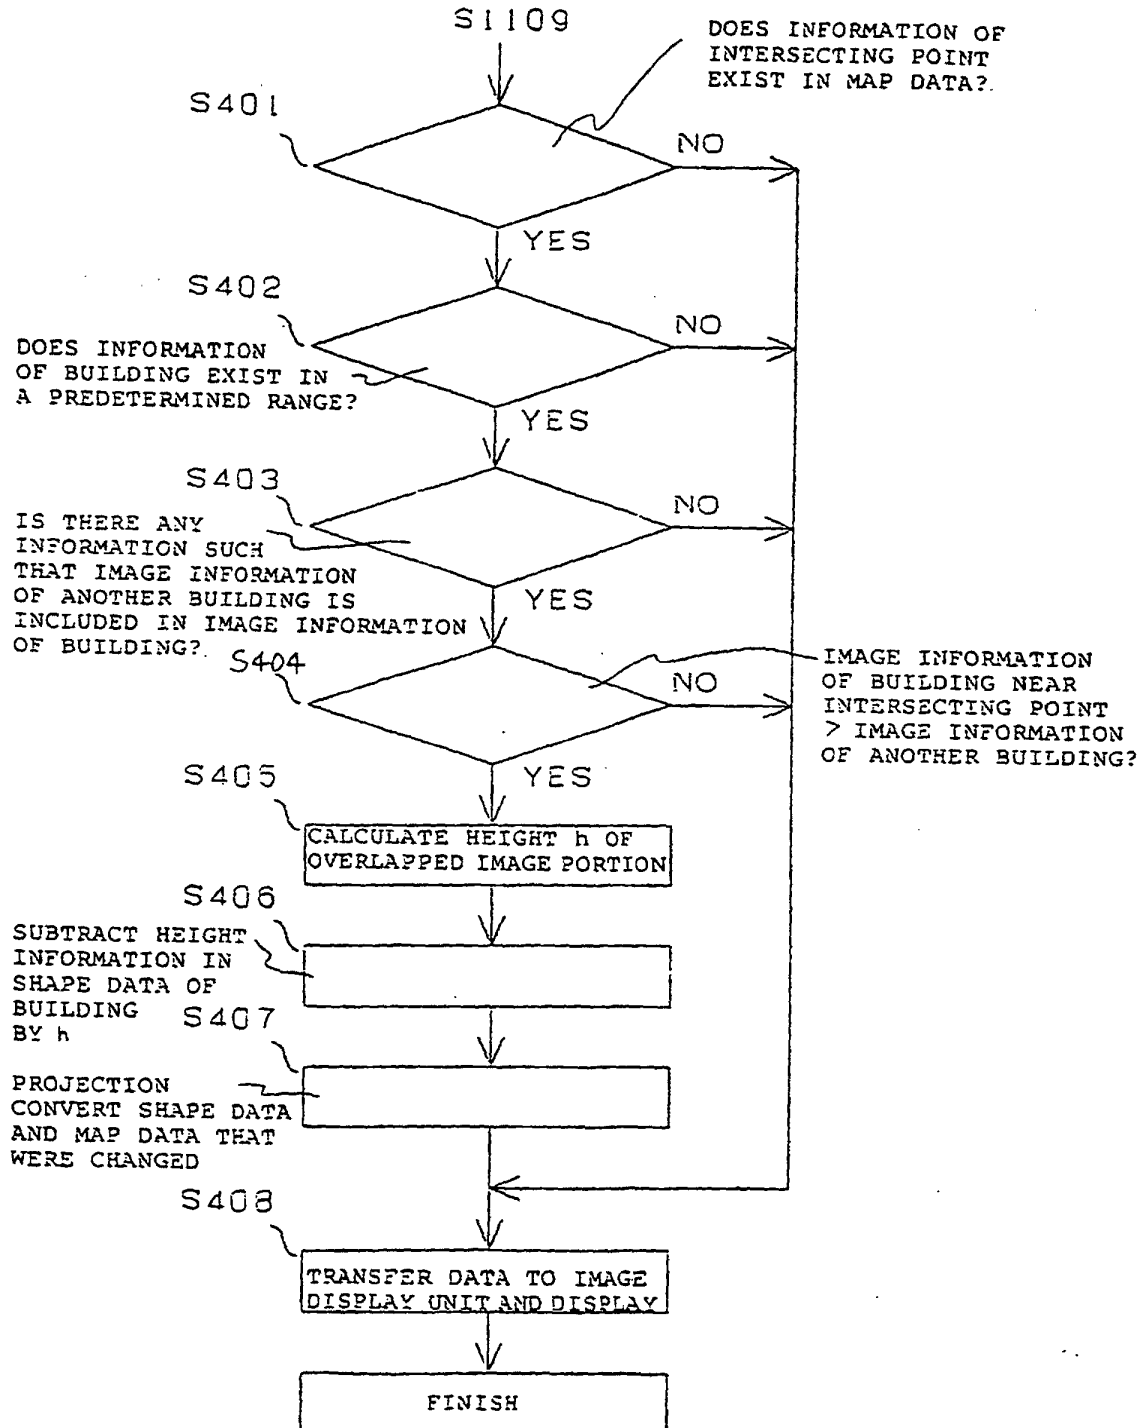 S1109
DOES INFORMATION OF
INTERSECTING POINT
EXIST IN MAP DATA?
S401
NO
YES
S402
NO
DOES INFORMATION
OF BUILDING EXIST IN
A PREDETERMINED RANGE?
YES
S403
NO
IS THERE ANY
INFORMATION SUCH
THAT IMAGE INFORMATION
OF ANOTHER BUILDING IS
INCLUDED IN IMAGE INFORMATION
OF BUILDING?
YES
S404
NO
IMAGE INFORMATION
OF BUILDING NEAR
INTERSECTING POINT
> IMAGE INFORMATION
OF ANOTHER BUILDING?
YES
S405
CALCULATE HEIGHT h OF
OVERLAPPED IMAGE PORTION
S406
SUBTRACT HEIGHT
INFORMATION IN
SHAPE DATA OF
BUILDING
BY h
S407
PROJECTION
CONVERT SHAPE DATA
AND MAP DATA THAT
WERE CHANGED
S408
TRANSFER DATA TO IMAGE
DISPLAY UNIT AND DISPLAY
FINISH